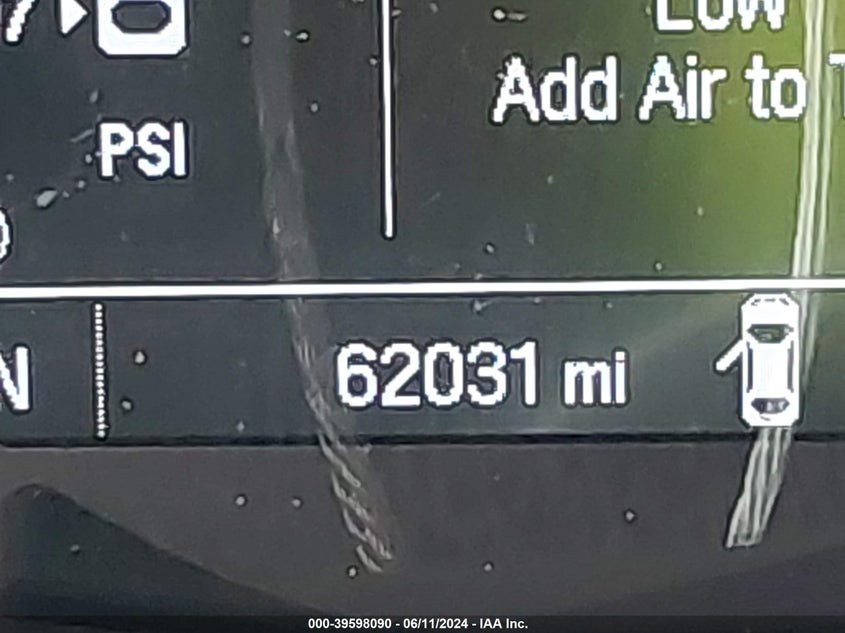 Low
Add Air to
PSI
N
62031 mi
000-39598090 - 06/11/2024 - IAA Inc.